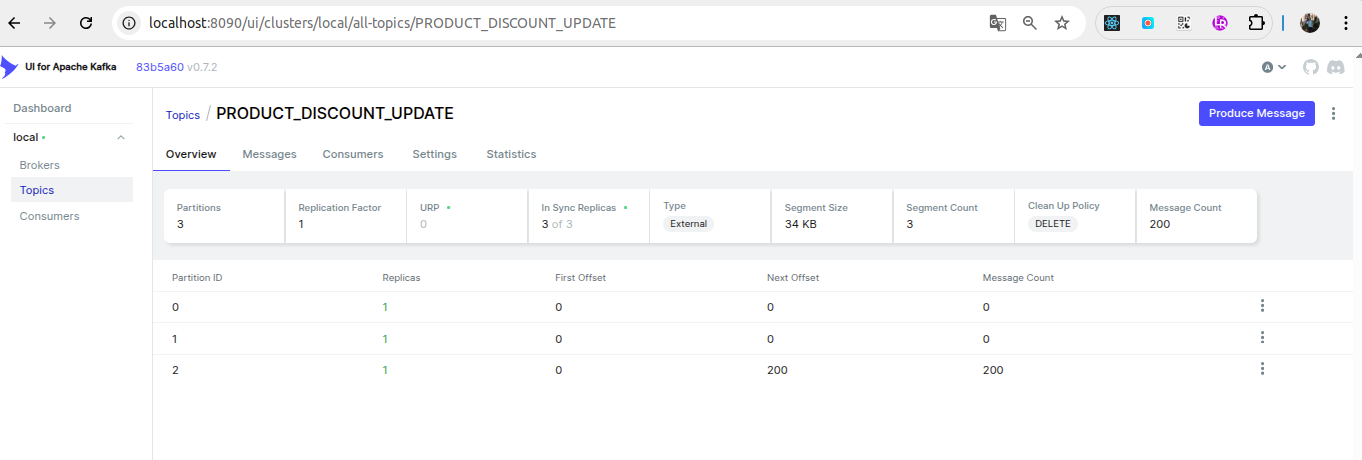 localhost:8090/ui/clusters/local/all-topics/PRODUCT_DISCOUNT_UPDATE
UI for Apache Kafka 83b5a60 v0.7.2
A
Dashboard
local
Brokers
Topics
Consumers
Topics / PRODUCT_DISCOUNT_UPDATE
Produce Message
Overview Messages Consumers Settings Statistics
Partitions Replication Factor URP In Sync Replicas Type Segment Size Segment Count Clean Up Policy Message Count
3 1 0 3 of 3 External 34 KB 3 DELETE 200
Partition ID Replicas First Offset Next Offset Message Count
0 1 0 0 0
1 1 0 0 0
2 1 0 200 200